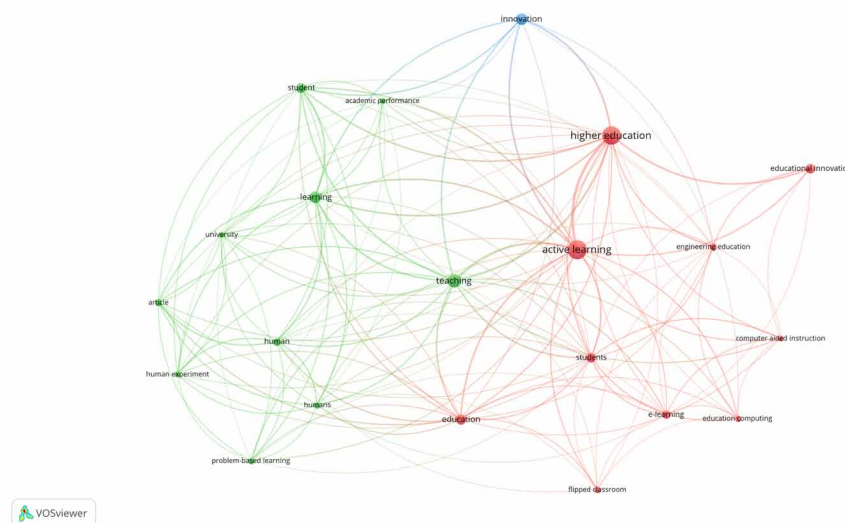 innovation
student
academic performance
higher education
educational innovatio
learning
university
active learning
engineering education
teaching
article
human
computer aided instruction
students
human experiment
humans
education
e-learning
education computing
problem-based learning
flipped classroom
VOSviewer